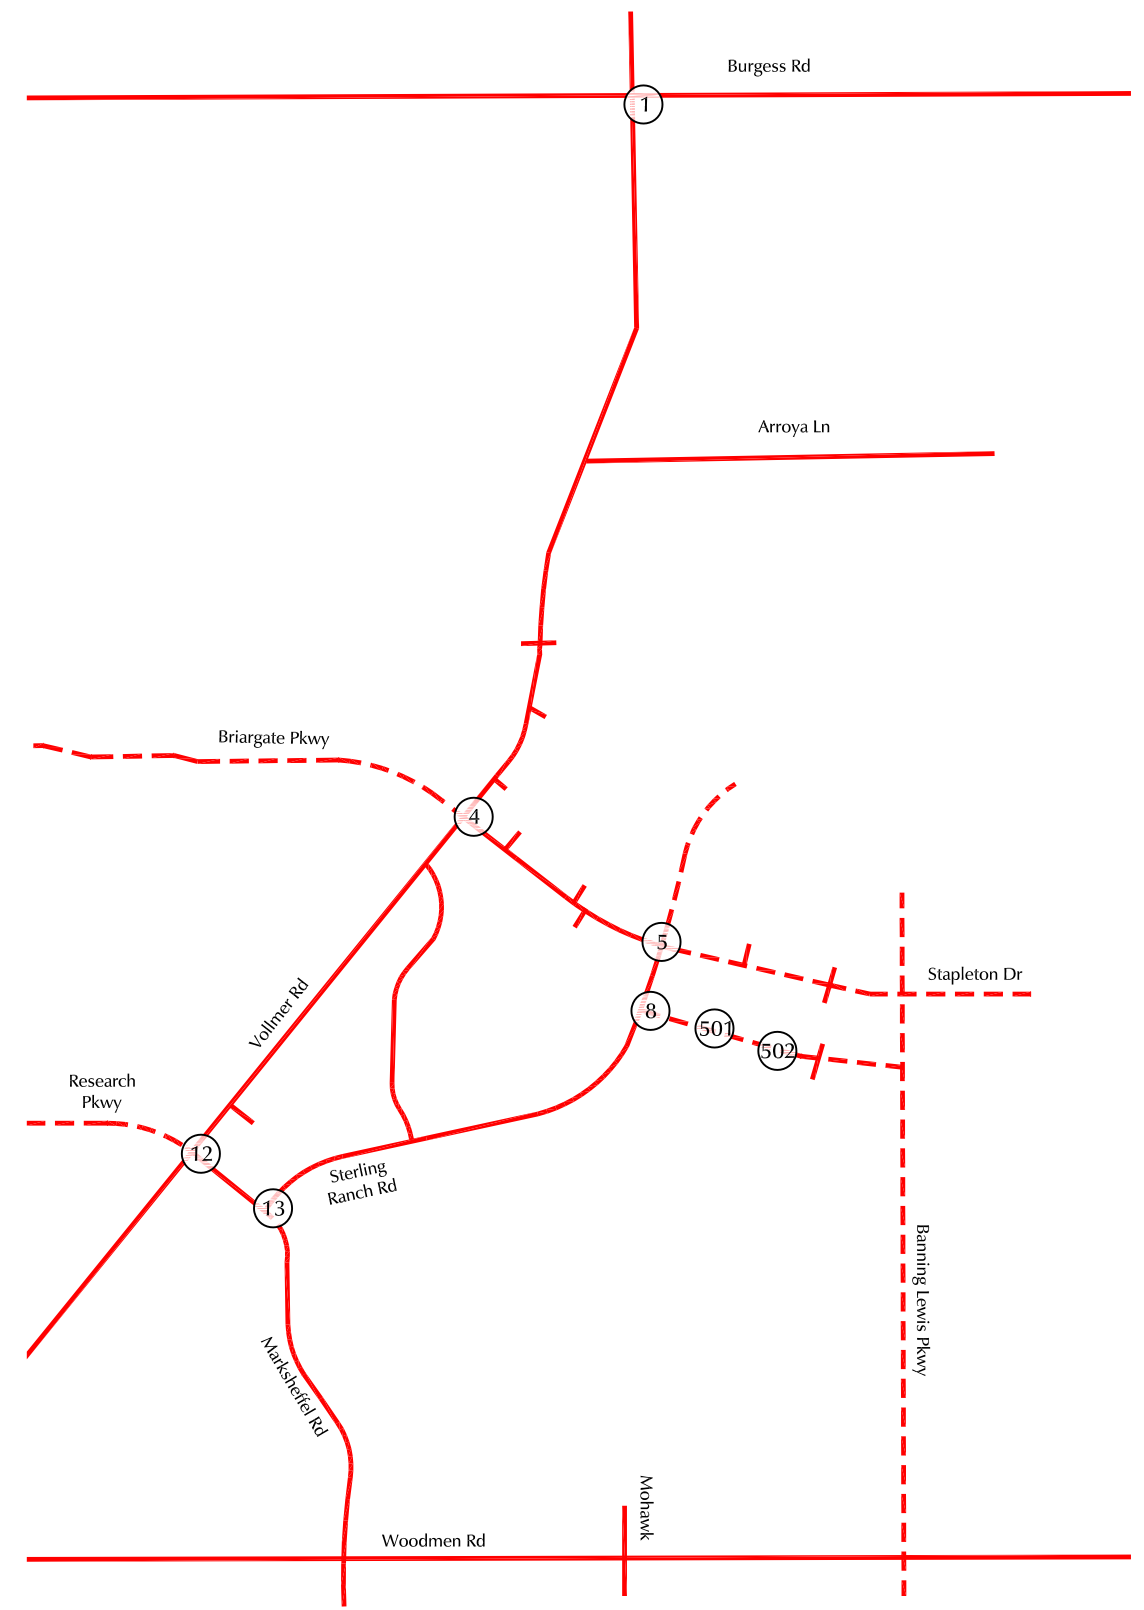 Burgess Rd
1
Arroya Ln
Briargate Pkwy
4
5
Stapleton Dr
Vollmer Rd
8
501
502
Research
Pkwy
12
Sterling
Ranch Rd
13
Banning Lewis Pkwy
Marksheffel Rd
Mohawk
Woodmen Rd